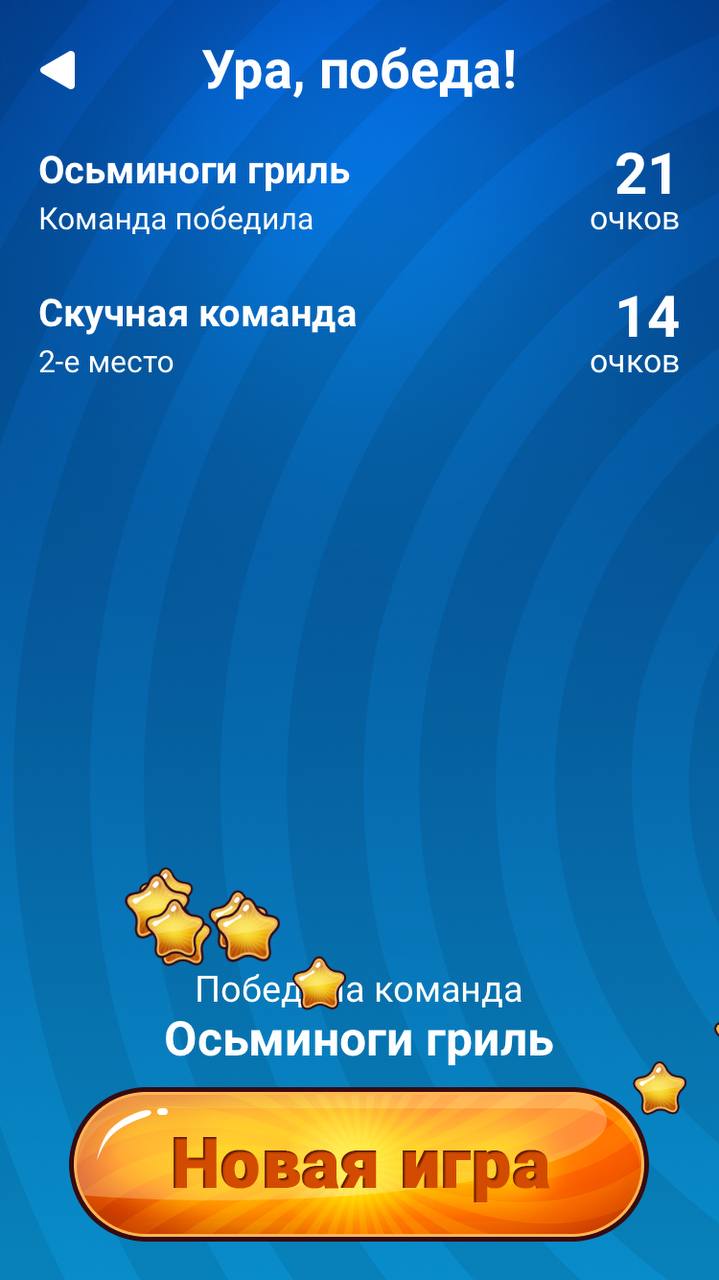 Ура, победа!
Осьминоги гриль
21
Команда победила
очков
Скучная команда
14
2-е место
очков
команда
Осьминоги гриль
Новая игра